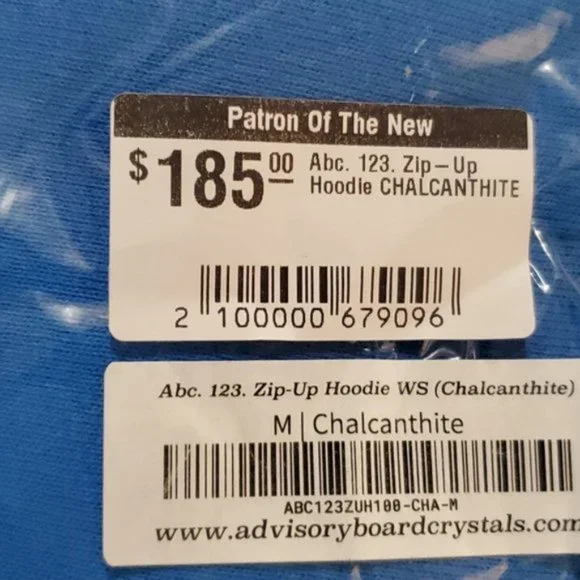 Patron Of The New
$185.00 Abc. 123. Zip-Up
Hoodie CHALCANTHITE
2 100000 679096
Abc. 123. Zip-Up Hoodie WS (Chalcanthite)
M | Chalcanthite
ABC123ZUH100-CHA-M
www.advisoryboardcrystals.com